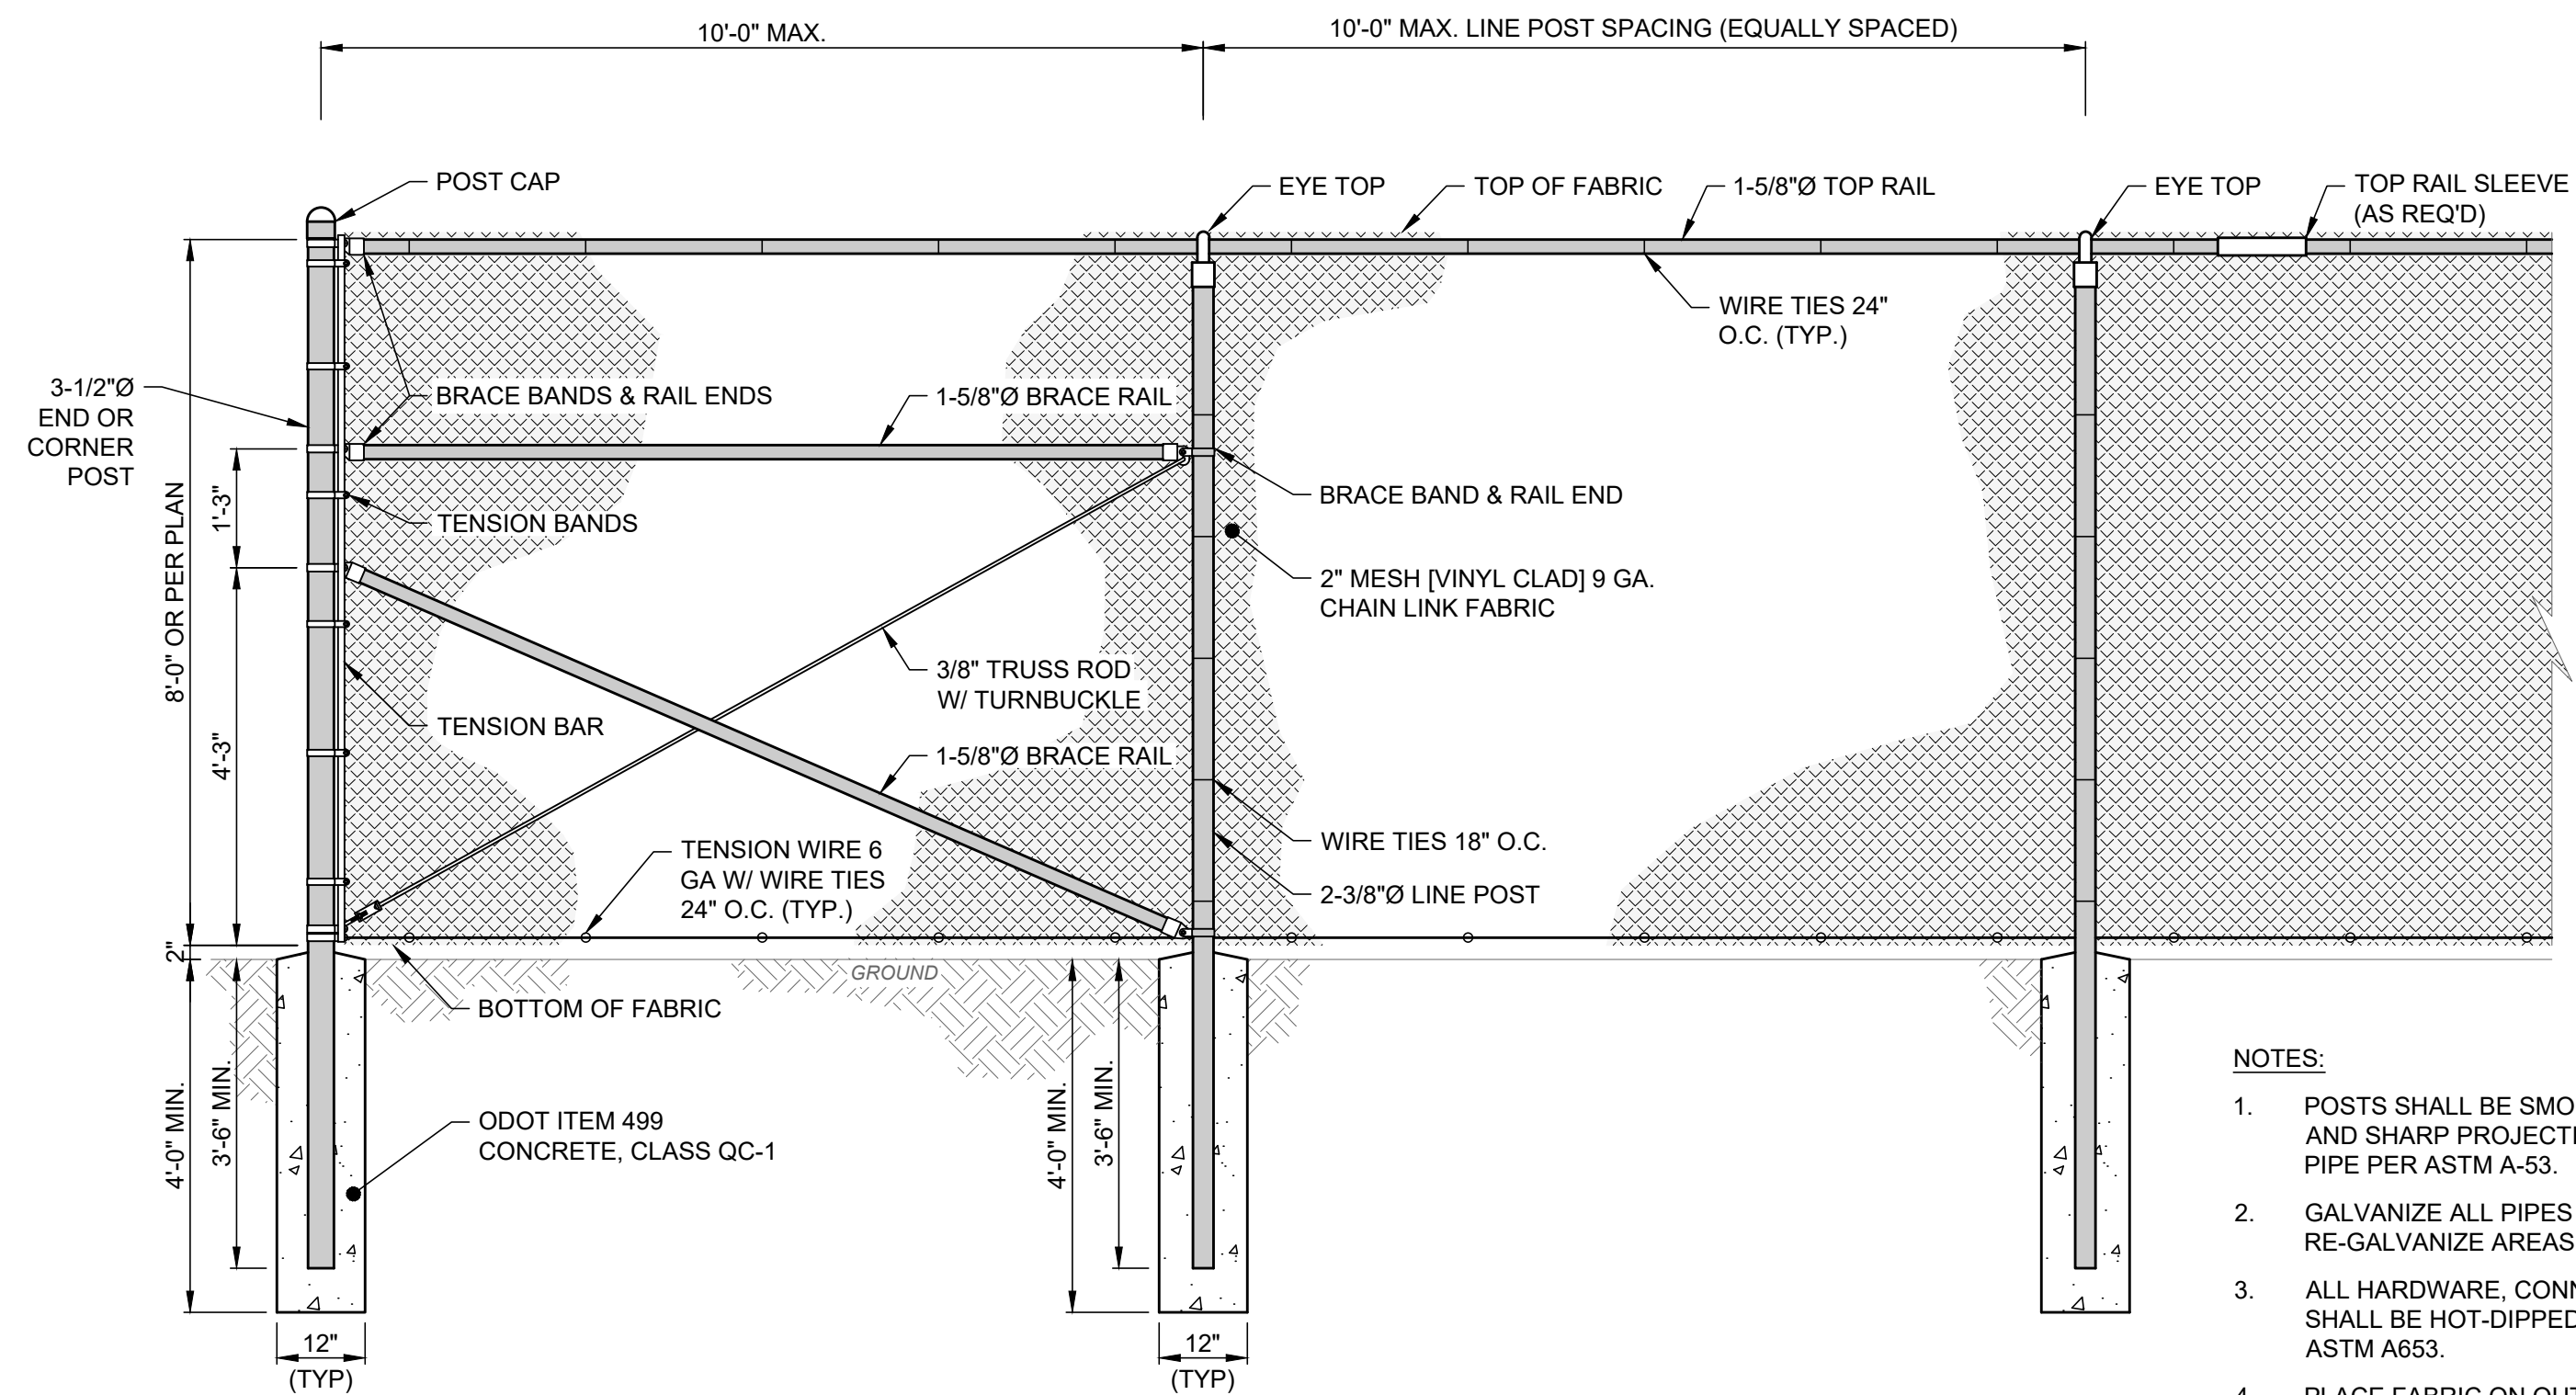 10'-0" MAX.
10'-0" MAX. LINE POST SPACING (EQUALLY SPACED)
POST CAP
EYE TOP
TOP OF FABRIC
1-5/8"Ø TOP RAIL
EYE TOP
TOP RAIL SLEEVE
(AS REQ'D)
WIRE TIES 24"
O.C. (TYP.)
3-1/2"Ø
END OR
CORNER
POST
BRACE BANDS & RAIL ENDS
1-5/8"Ø BRACE RAIL
8'-0" OR PER PLAN
1'-3"
TENSION BANDS
BRACE BAND & RAIL END
2" MESH [VINYL CLAD] 9 GA.
CHAIN LINK FABRIC
3/8" TRUSS ROD
W/ TURNBUCKLE
4'-3"
TENSION BAR
1-5/8"Ø BRACE RAIL
TENSION WIRE 6
GA W/ WIRE TIES
24" O.C. (TYP.)
WIRE TIES 18" O.C.
2-3/8"Ø LINE POST
2"
GROUND
BOTTOM OF FABRIC
4'-0" MIN.
3'-6" MIN.
ODOT ITEM 499
CONCRETE, CLASS QC-1
4'-0" MIN.
3'-6" MIN.
12"
(TYP)
12"
(TYP)
NOTES:
1. POSTS SHALL BE SMO
AND SHARP PROJECTI
PIPE PER ASTM A-53.
2. GALVANIZE ALL PIPES
RE-GALVANIZE AREAS
3. ALL HARDWARE, CONN
SHALL BE HOT-DIPPED
ASTM A653.
4. PLACE FABRIC ON OUT